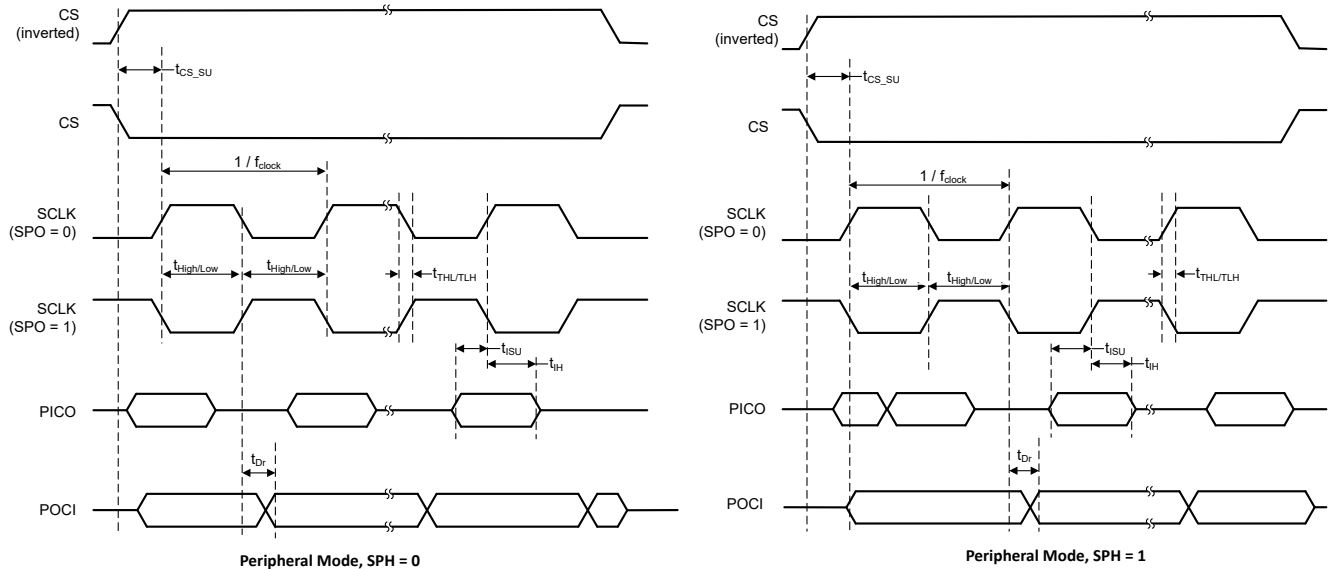 CS
(inverted)
tCS_SU
CS
1 / fclock
SCLK
(SPO = 0)
tHigh/Low
tHigh/Low
tTHL/TLH
SCLK
(SPO = 1)
tISU
tIH
PICO
tDr
POCI
Peripheral Mode, SPH = 0
CS
(inverted)
tCS_SU
CS
1 / fclock
SCLK
(SPO = 0)
tHigh/Low
tHigh/Low
tTHL/TLH
SCLK
(SPO = 1)
tISU
tIH
PICO
tDr
POCI
Peripheral Mode, SPH = 1